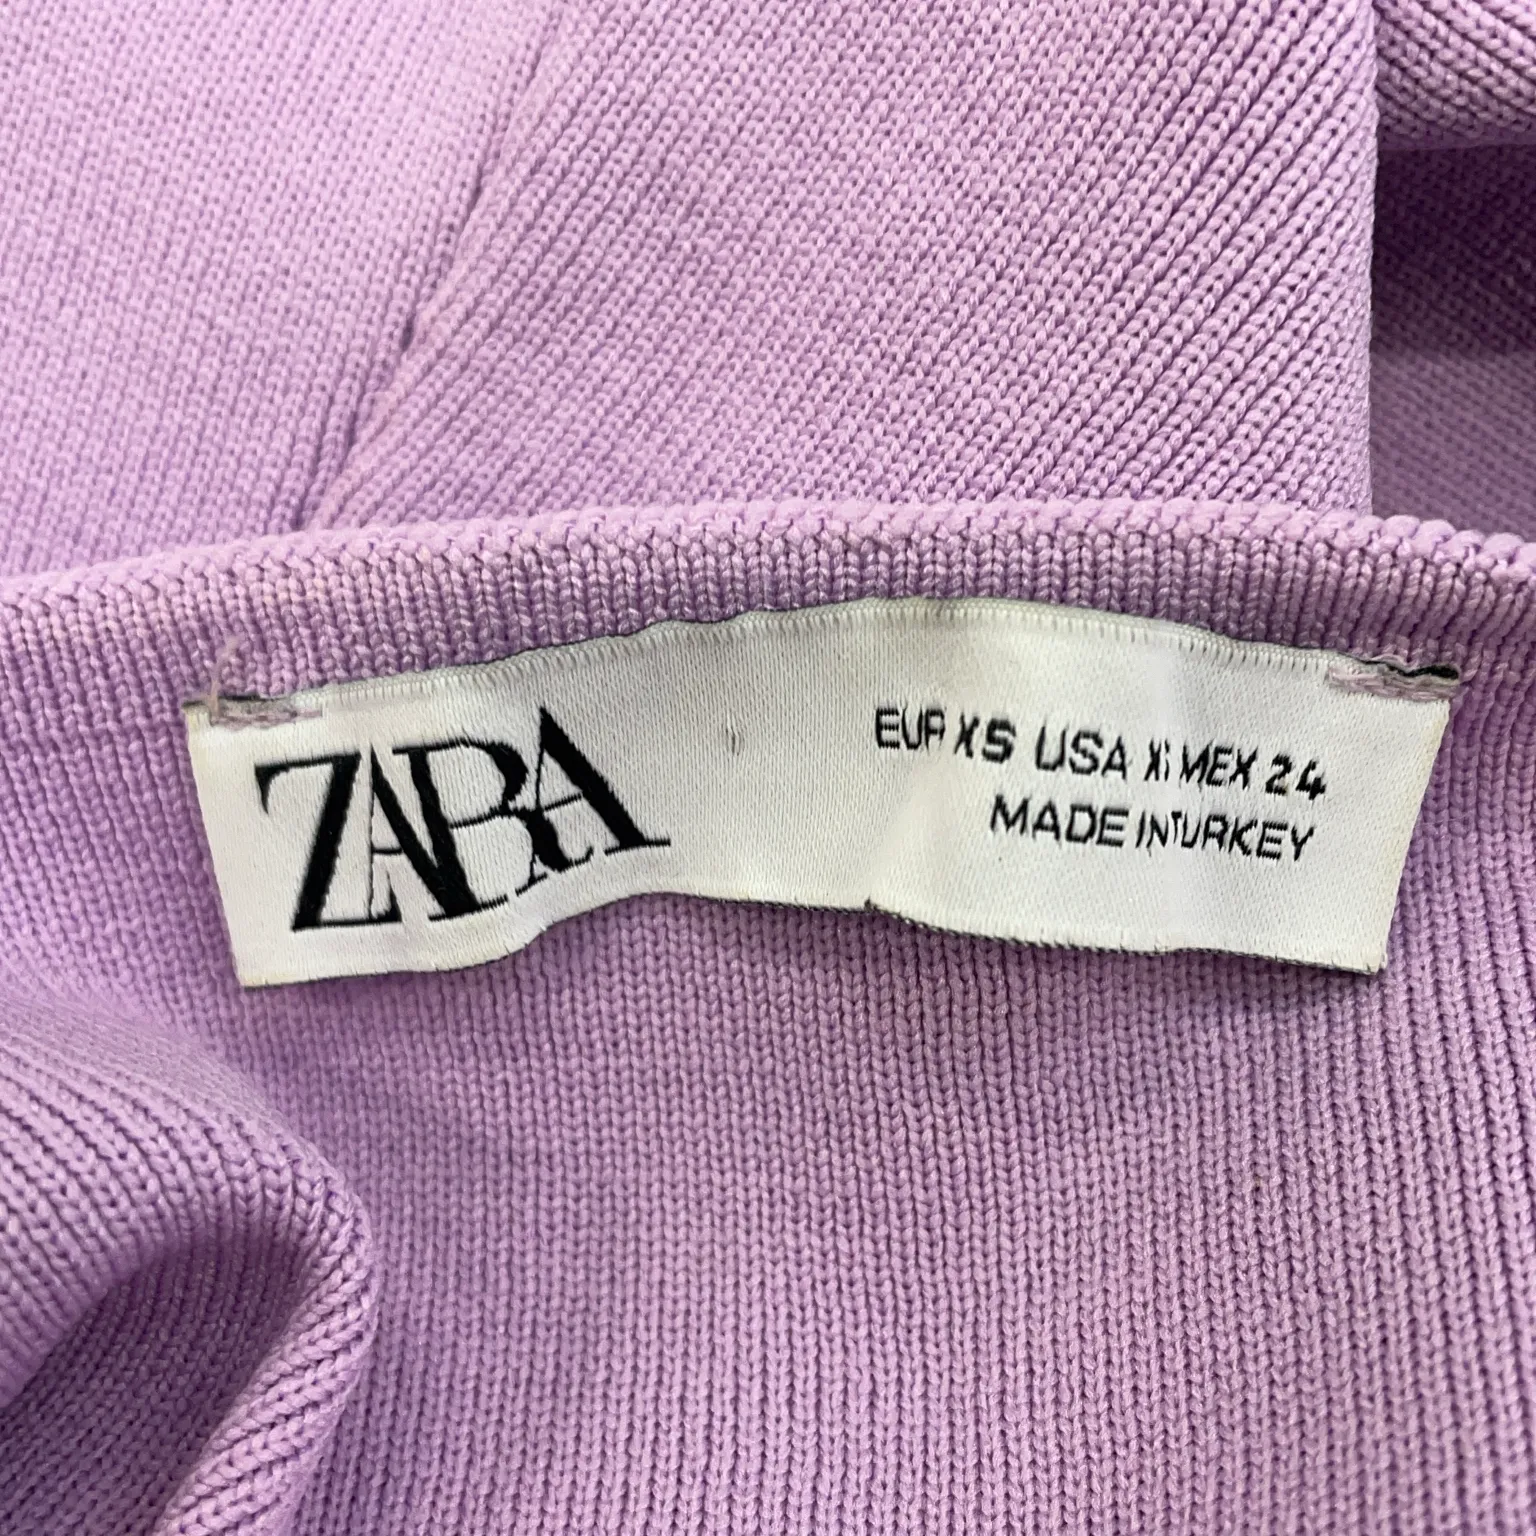 ZARA
EUR XS USA XS MEX 24
MADE IN TURKEY